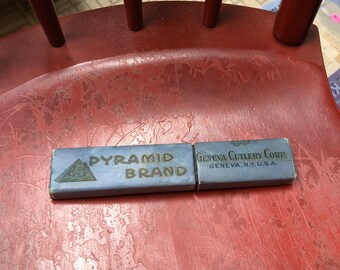 PYRAMID
BRAND
GENEVA CUTLERY CORP.
GENEVA, N.Y. U.S.A.